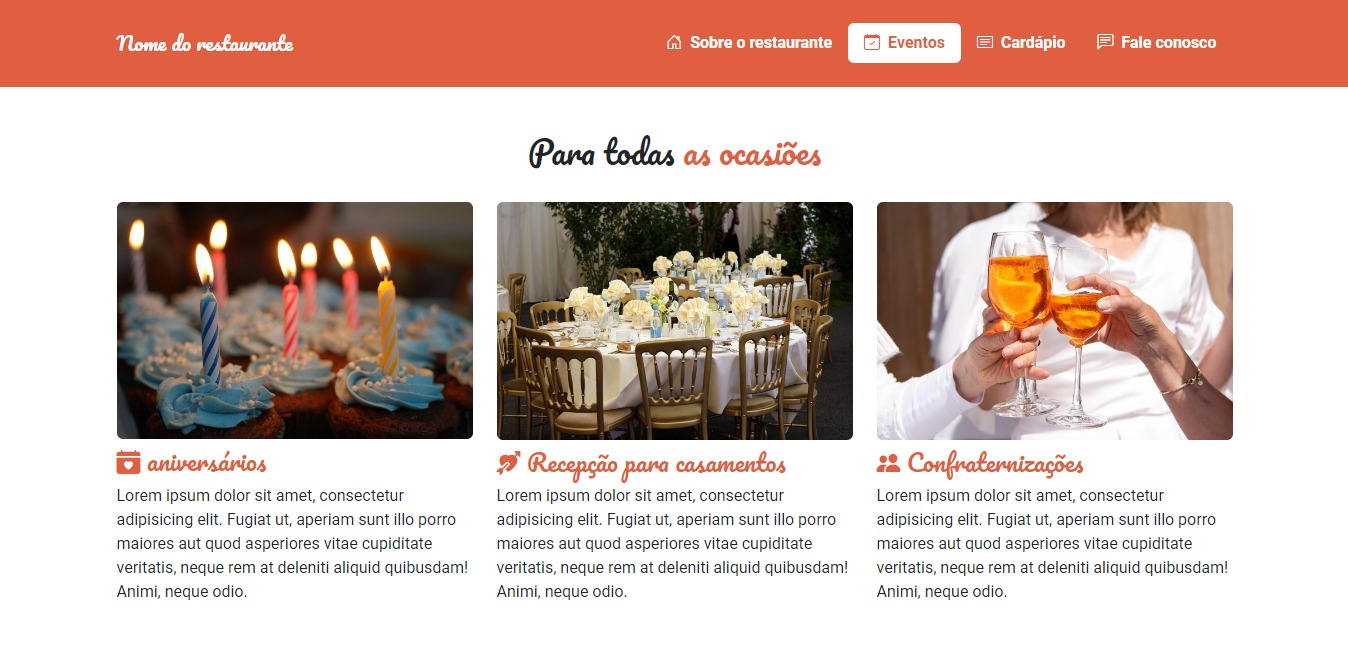 Nome do restaurante
Sobre o restaurante
Eventos
Cardápio
Fale conosco
Para todas as ocasiões
aniversários
Lorem ipsum dolor sit amet, consectetur
adipisicing elit. Fugiat ut, aperiam sunt illo porro
maiores aut quod asperiores vitae cupiditate
veritatis, neque rem at deleniti aliquid quibusdam!
Animi, neque odio.
Recepção para casamentos
Lorem ipsum dolor sit amet, consectetur
adipisicing elit. Fugiat ut, aperiam sunt illo porro
maiores aut quod asperiores vitae cupiditate
veritatis, neque rem at deleniti aliquid quibusdam!
Animi, neque odio.
Confraternizações
Lorem ipsum dolor sit amet, consectetur
adipisicing elit. Fugiat ut, aperiam sunt illo porro
maiores aut quod asperiores vitae cupiditate
veritatis, neque rem at deleniti aliquid quibusdam!
Animi, neque odio.